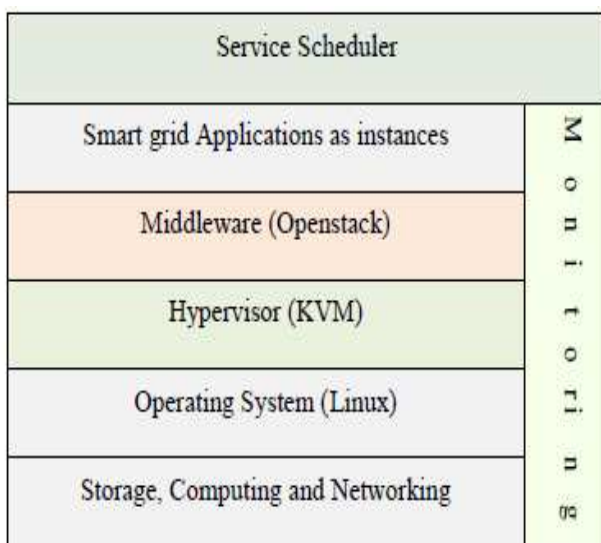 Service Scheduler
Smart grid Applications as instances
Middleware (Openstack)
Hypervisor (KVM)
Operating System (Linux)
Storage, Computing and Networking
Monitoring